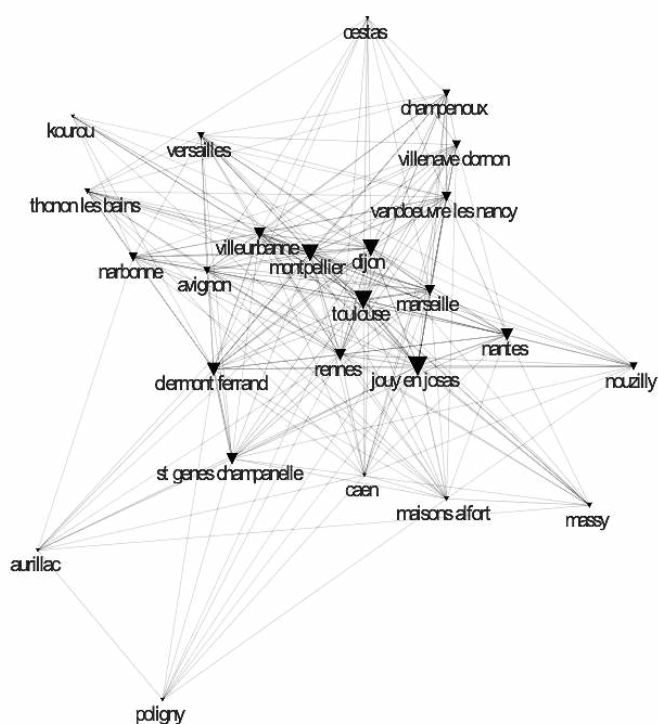 cestas
champenoux
kourou
versailles
villenave dornon
thonon les bains
vandoeuvre les nancy
villeurbanne
dijon
montpellier
narbonne
avignon
marseille
toulouse
nantes
rennes
clermont ferrand
jouy en josas
nouzilly
st genes champanelle
caen
maisons alfort
massy
aurillac
poligny